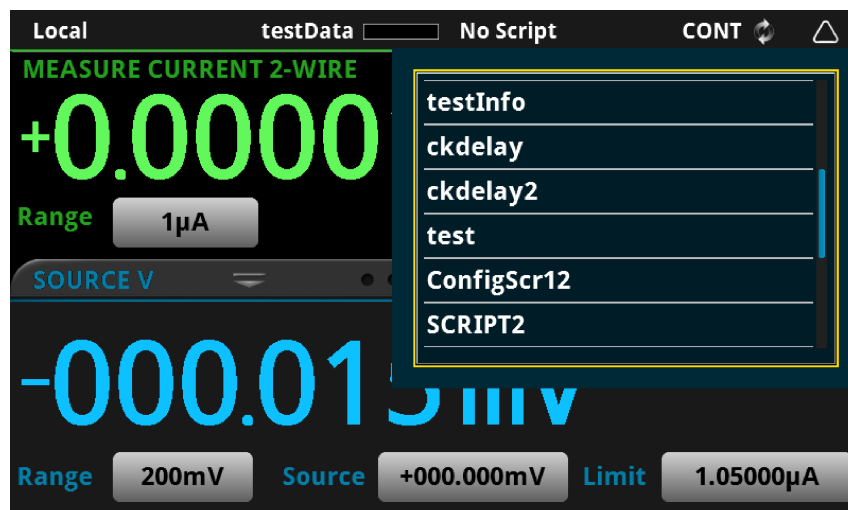 Local testData No Script CONT
MEASURE CURRENT 2-WIRE
+0.0000
Range 1µA
testInfo
ckdelay
ckdelay2
test
ConfigScr12
SCRIPT2
SOURCE V
-000.015mV
Range 200mV Source +000.000mV Limit 1.05000µA